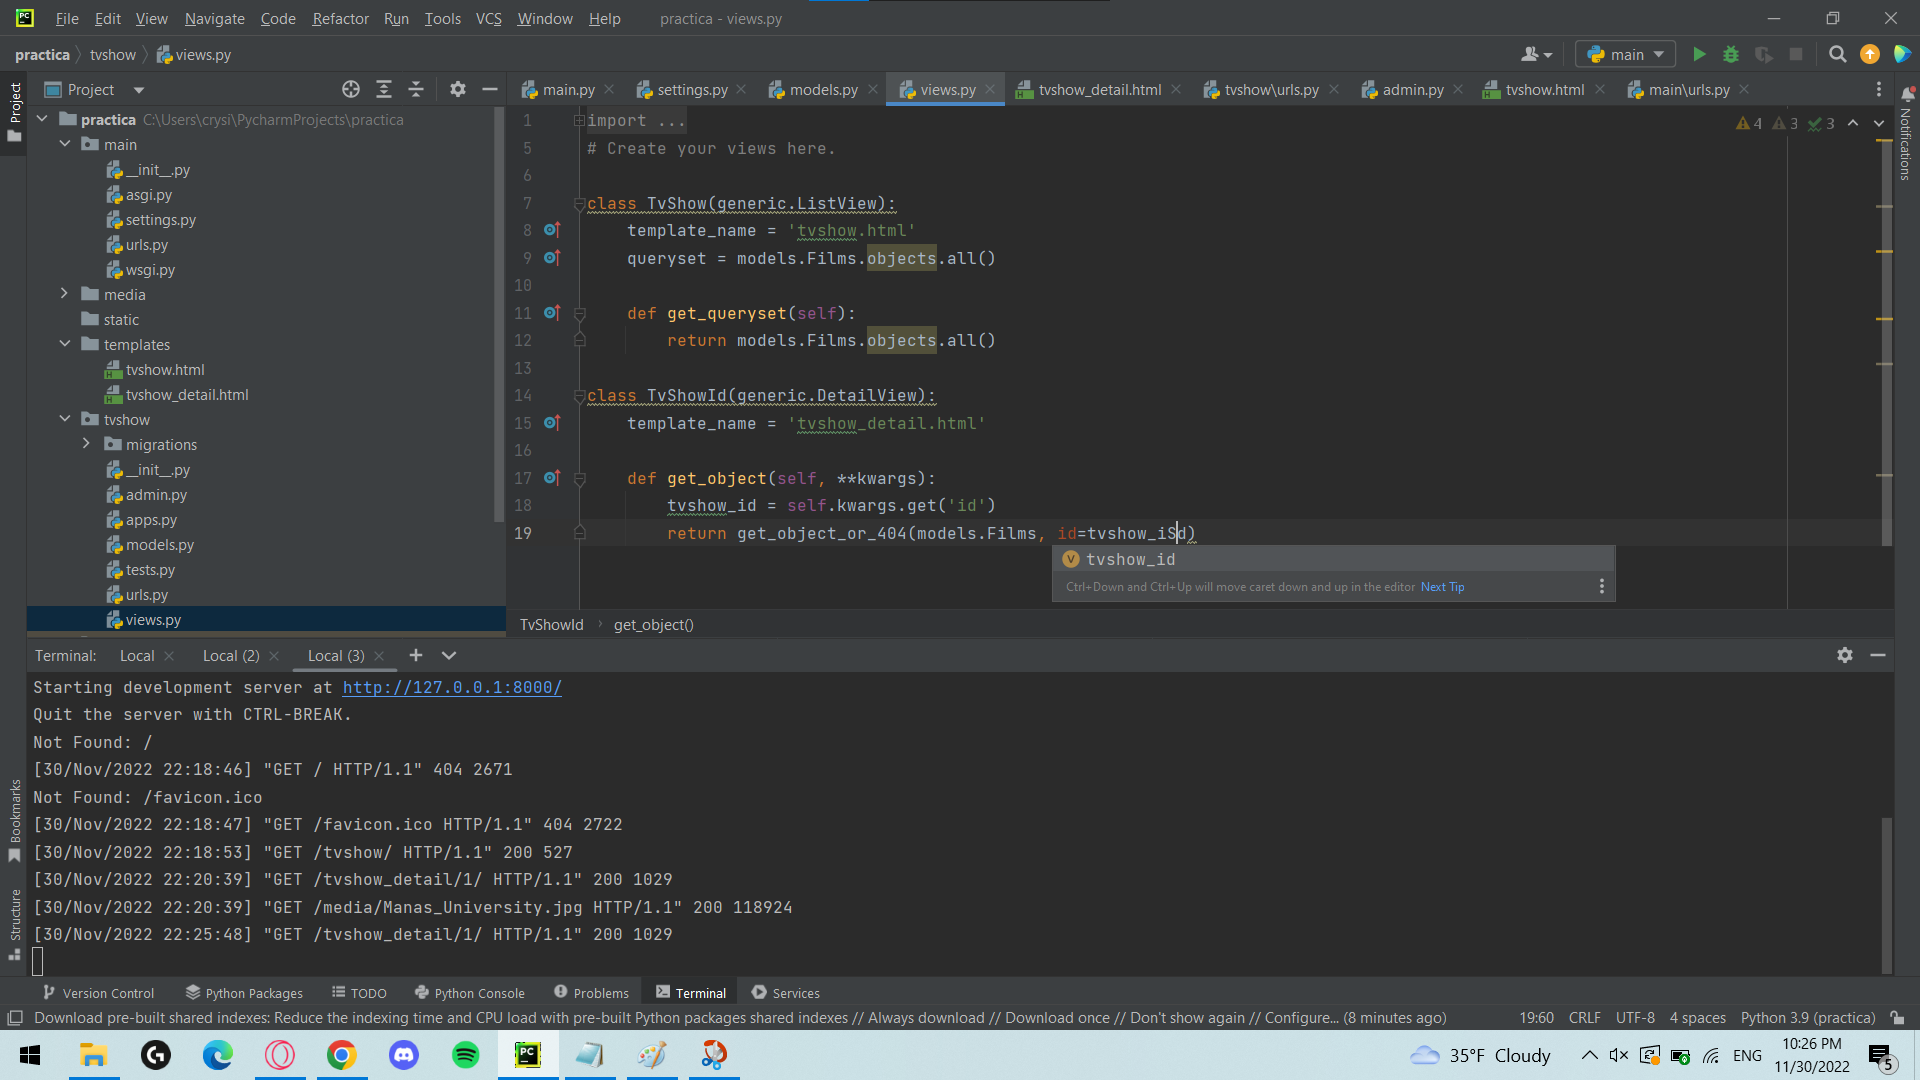 File Edit View Navigate Code Refactor Run Tools VCS Window Help practica - views.py
practica tvshow views.py
main
Project
Project
main.py settings.py models.py views.py tvshow_detail.html tvshow\urls.py admin.py tvshow.html main\urls.py
Notifications
practica C:\Users\crysi\PycharmProjects\practica
main
__init__.py
asgi.py
settings.py
urls.py
wsgi.py
media
static
templates
tvshow.html
tvshow_detail.html
tvshow
migrations
__init__.py
admin.py
apps.py
models.py
tests.py
urls.py
views.py
4 3 3
1 import ...
5 # Create your views here.
6
7 class TvShow(generic.ListView):
8 template_name = 'tvshow.html'
9 queryset = models.Films.objects.all()
10
11 def get_queryset(self):
12 return models.Films.objects.all()
13
14 class TvShowId(generic.DetailView):
15 template_name = 'tvshow_detail.html'
16
17 def get_object(self, **kwargs):
18 tvshow_id = self.kwargs.get('id')
19 return get_object_or_404(models.Films, id=tvshow_iSd)
V tvshow_id
Ctrl+Down and Ctrl+Up will move caret down and up in the editor Next Tip
TvShowId get_object()
Terminal: Local Local (2) Local (3)
Starting development server at http://127.0.0.1:8000/
Quit the server with CTRL-BREAK.
Not Found: /
[30/Nov/2022 22:18:46] "GET / HTTP/1.1" 404 2671
Not Found: /favicon.ico
[30/Nov/2022 22:18:47] "GET /favicon.ico HTTP/1.1" 404 2722
[30/Nov/2022 22:18:53] "GET /tvshow/ HTTP/1.1" 200 527
[30/Nov/2022 22:20:39] "GET /tvshow_detail/1/ HTTP/1.1" 200 1029
[30/Nov/2022 22:20:39] "GET /media/Manas_University.jpg HTTP/1.1" 200 118924
[30/Nov/2022 22:25:48] "GET /tvshow_detail/1/ HTTP/1.1" 200 1029
Bookmarks
Structure
Version Control Python Packages TODO Python Console Problems Terminal Services
Download pre-built shared indexes: Reduce the indexing time and CPU load with pre-built Python packages shared indexes // Always download // Download once // Don't show again // Configure... (8 minutes ago) 19:60 CRLF UTF-8 4 spaces Python 3.9 (practica)
35°F Cloudy ENG
10:26 PM
11/30/2022
5